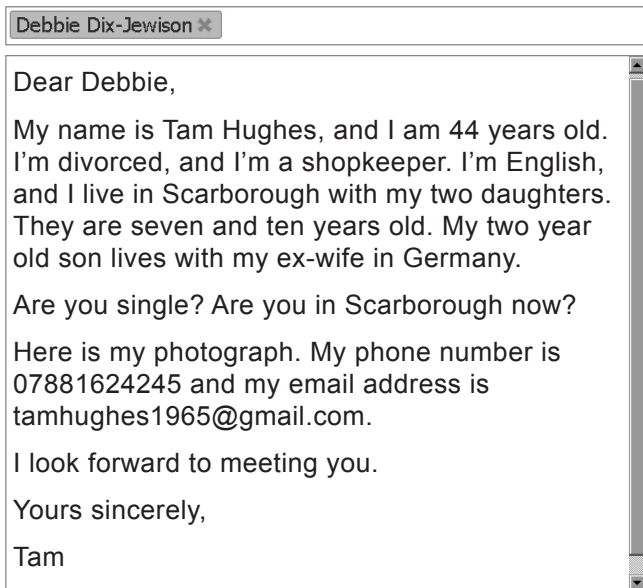 Debbie Dix-Jewison
Dear Debbie,
My name is Tam Hughes, and I am 44 years old.
I'm divorced, and I'm a shopkeeper. I'm English,
and I live in Scarborough with my two daughters.
They are seven and ten years old. My two year
old son lives with my ex-wife in Germany.
Are you single? Are you in Scarborough now?
Here is my photograph. My phone number is
07881624245 and my email address is
tamhughes1965@gmail.com.
I look forward to meeting you.
Yours sincerely,
Tam